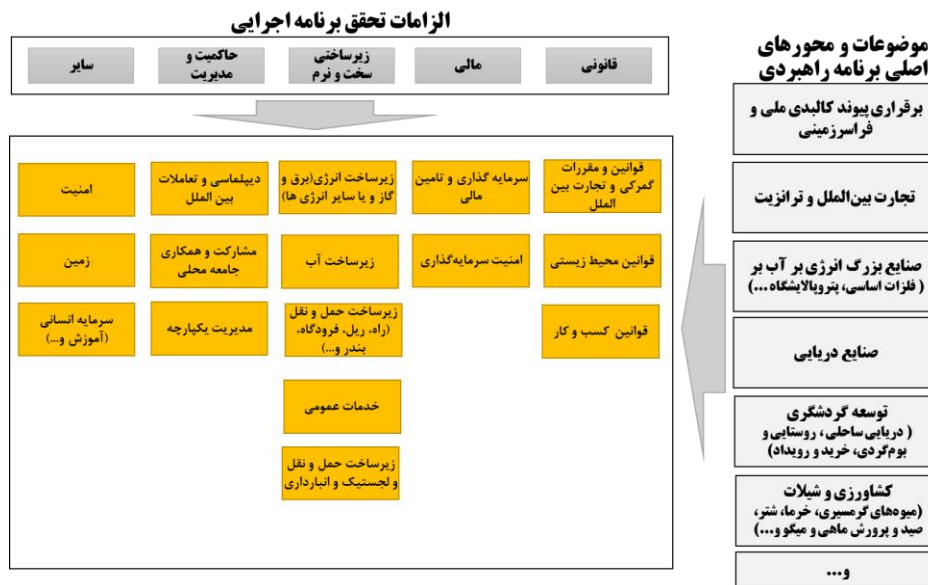 الزامات تحقق برنامه اجرایی
قانونی
مالی
زیرساختی
سخت و نرم
حاکمیت و
مدیریت
سایر
موضوعات و محورهای
اصلی برنامه راهبردی
برقراری پیوند کالبدی ملی و
فراسرزمینی
تجارت بین‌الملل و ترانزیت
صنایع بزرگ انرژی بر آب بر
( فلزات اساسی، پتروپالایشگاه ...)
صنایع دریایی
توسعه گردشگری
( دریایی ساحلی، روستایی و
بوم‌گردی، خرید و رویداد)
کشاورزی و شیلات
(میوه‌های گرمسیری، خرما، شتر،
صید و پرورش ماهی و میگو و...)
و...
قوانین و مقررات
گمرکی و تجارت بین
الملل
قوانین محیط زیستی
قوانین کسب و کار
سرمایه گذاری و تامین
مالی
امنیت سرمایه‌گذاری
زیرساخت انرژی(برق و
گاز و یا سایر انرژی ها)
زیرساخت آب
زیرساخت حمل و نقل
(راه، ریل، فرودگاه،
بندر و...)
خدمات عمومی
زیرساخت حمل و نقل
و لجستیک و انبارداری
دیپلماسی و تعاملات
بین الملل
مشارکت و همکاری
جامعه محلی
مدیریت یکپارچه
امنیت
زمین
سرمایه انسانی
(آموزش و...)